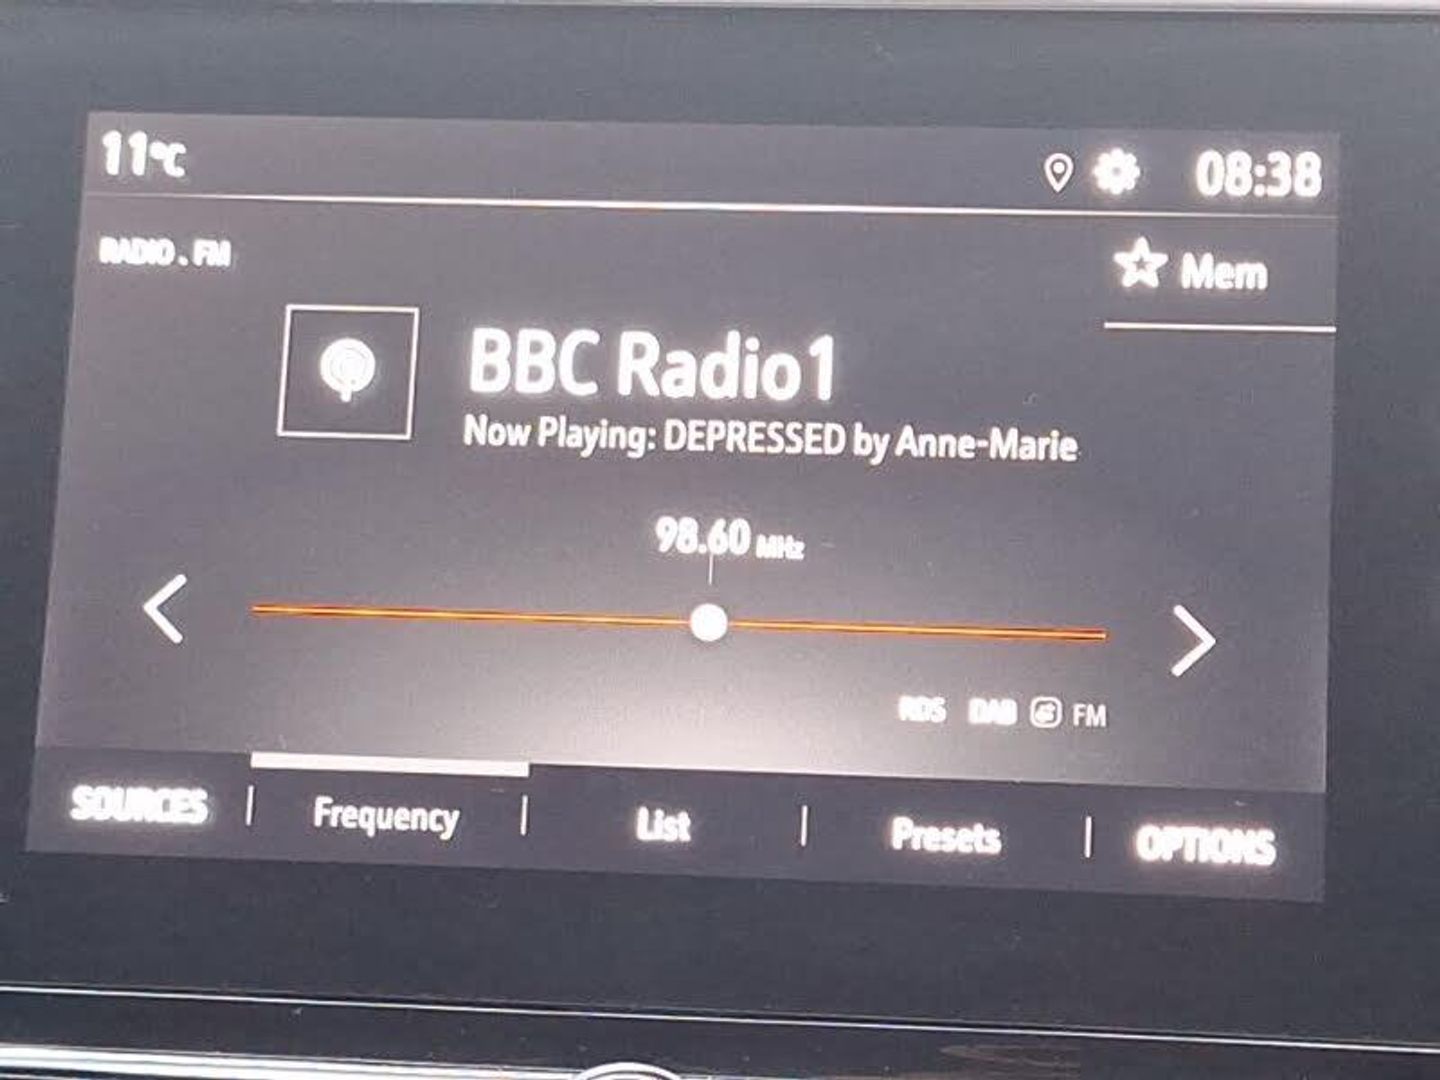 11°C
08:38
RADIO . FM
Mem
BBC Radio1
Now Playing: DEPRESSED by Anne-Marie
98.60 MHz
RDS DAB FM
SOURCES | Frequency | List | Presets | OPTIONS